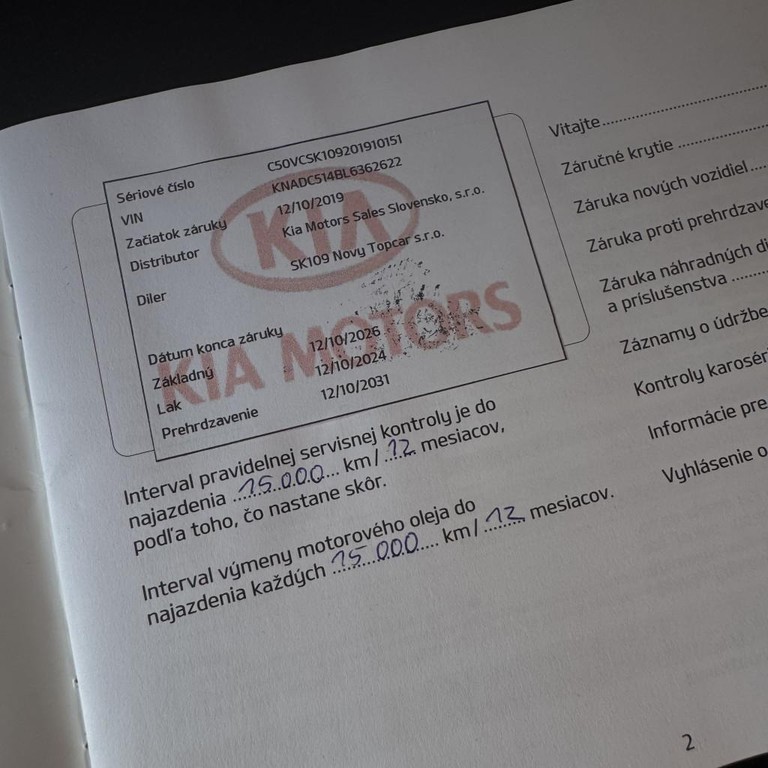 Sériové číslo C50VCSK109201910151
VIN KNADC514BL6362622
Začiatok záruky 12/10/2019
Distributor Kia Motors Sales Slovensko, s.r.o.
Diler SK109 Novy Topcar s.r.o.
KIA
KIA MOTORS
Dátum konca záruky
Základný 12/10/2026
Lak 12/10/2024
Prehrdzavenie 12/10/2031
Interval pravidelnej servisnej kontroly je do
najazdenia 15.000 km/ 12 mesiacov,
podľa toho, čo nastane skôr.
Interval výmeny motorového oleja do
najazdenia každých 15 000 km/ 12 mesiacov.
Vitajte
Záručné krytie
Záruka nových vozidiel
Záruka proti prehrdzave
Záruka náhradných di
a príslušenstva
Záznamy o údržbe
Kontroly karosér
Informácie pre
Vyhlásenie o
2